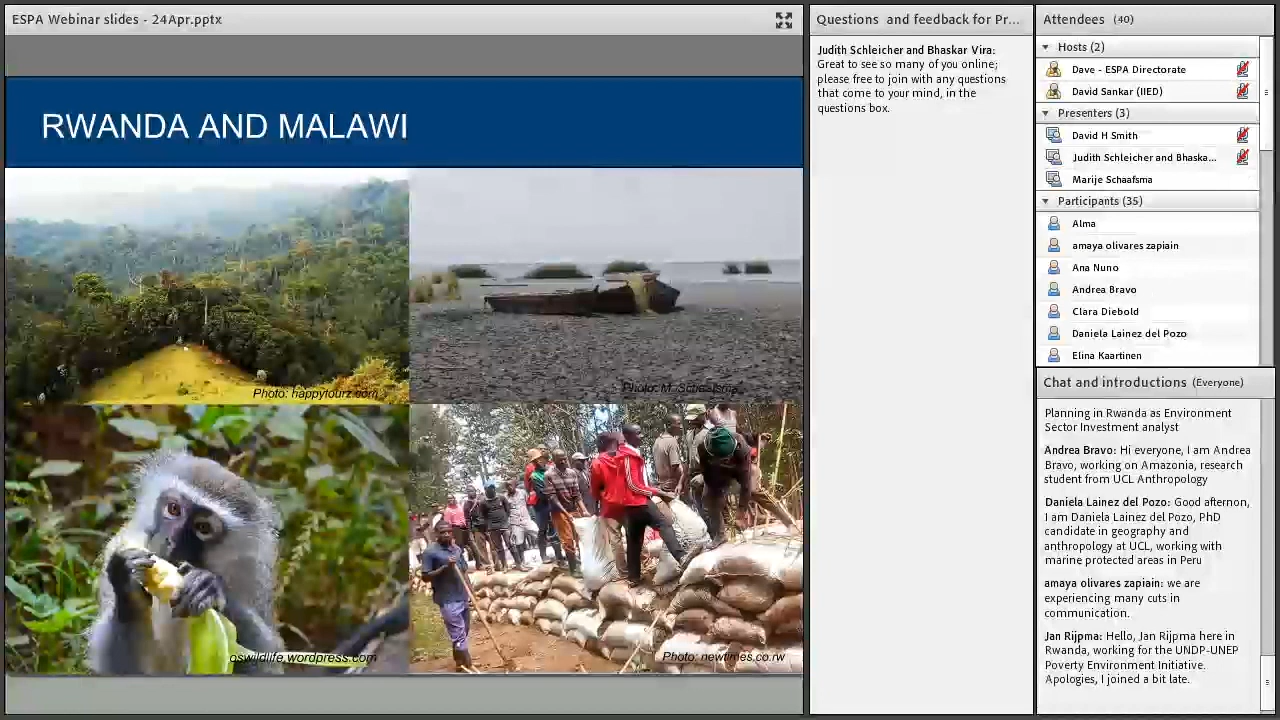 ESPA Webinar slides - 24Apr.pptx
RWANDA AND MALAWI
Photo: happytourz.com
Photo: M. Schaafsma
oswildlife.wordpress.com
Photo: newtimes.co.rw
Questions and feedback for Pr...
Judith Schleicher and Bhaskar Vira:
Great to see so many of you online;
please free to join with any questions
that come to your mind, in the
questions box.
Attendees (40)
Hosts (2)
Dave - ESPA Directorate
David Sankar (IIED)
Presenters (3)
David H Smith
Judith Schleicher and Bhaska...
Marije Schaafsma
Participants (35)
Alma
amaya olivares zapiain
Ana Nuno
Andrea Bravo
Clara Diebold
Daniela Lainez del Pozo
Elina Kaartinen
Chat and introductions (Everyone)
Planning in Rwanda as Environment
Sector Investment analyst
Andrea Bravo: Hi everyone, I am Andrea
Bravo, working on Amazonia, research
student from UCL Anthropology
Daniela Lainez del Pozo: Good afternon,
I am Daniela Lainez del Pozo, PhD
candidate in geography and
anthropology at UCL, working with
marine protected areas in Peru
amaya olivares zapiain: we are
experiencing many cuts in
communication.
Jan Rijpma: Hello, Jan Rijpma here in
Rwanda, working for the UNDP-UNEP
Poverty Environment Initiative.
Apologies, I joined a bit late.